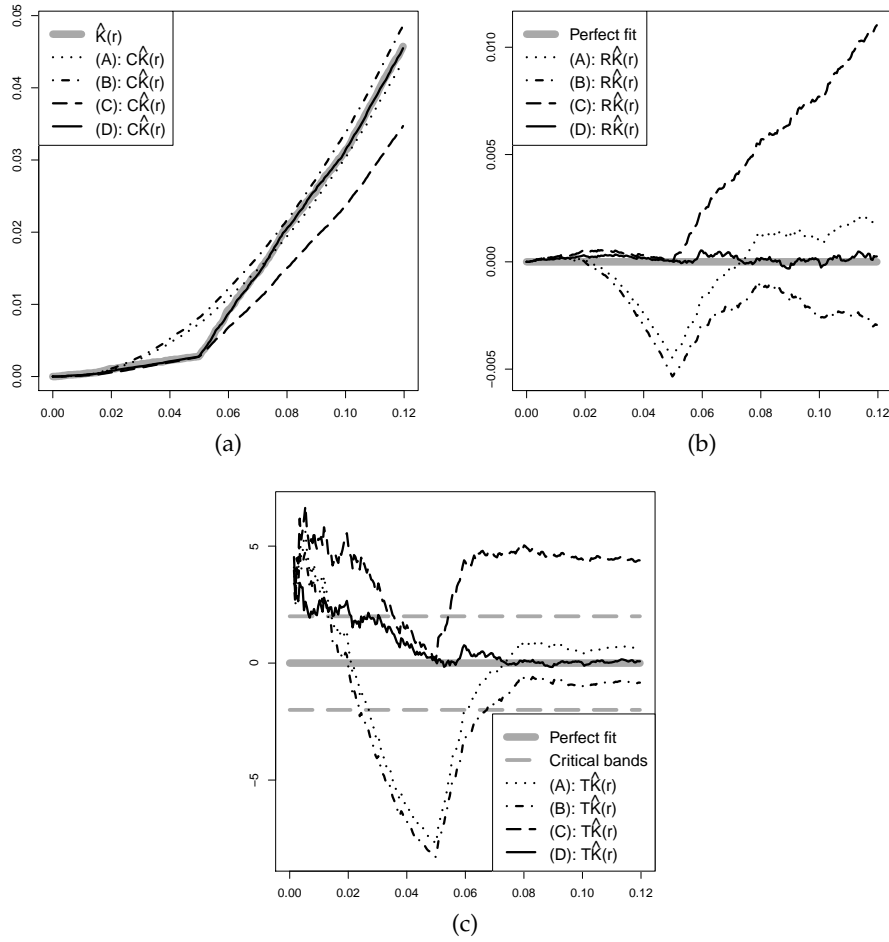 0.05
0.04
0.03
0.02
0.01
0.00
K̂(r)
(A): CK̂(r)
(B): CK̂(r)
(C): CK̂(r)
(D): CK̂(r)
0.00 0.02 0.04 0.06 0.08 0.10 0.12
(a)
0.010
0.005
0.000
−0.005
Perfect fit
(A): RK̂(r)
(B): RK̂(r)
(C): RK̂(r)
(D): RK̂(r)
0.00 0.02 0.04 0.06 0.08 0.10 0.12
(b)
5
0
−5
Perfect fit
Critical bands
(A): TK̂(r)
(B): TK̂(r)
(C): TK̂(r)
(D): TK̂(r)
0.00 0.02 0.04 0.06 0.08 0.10 0.12
(c)